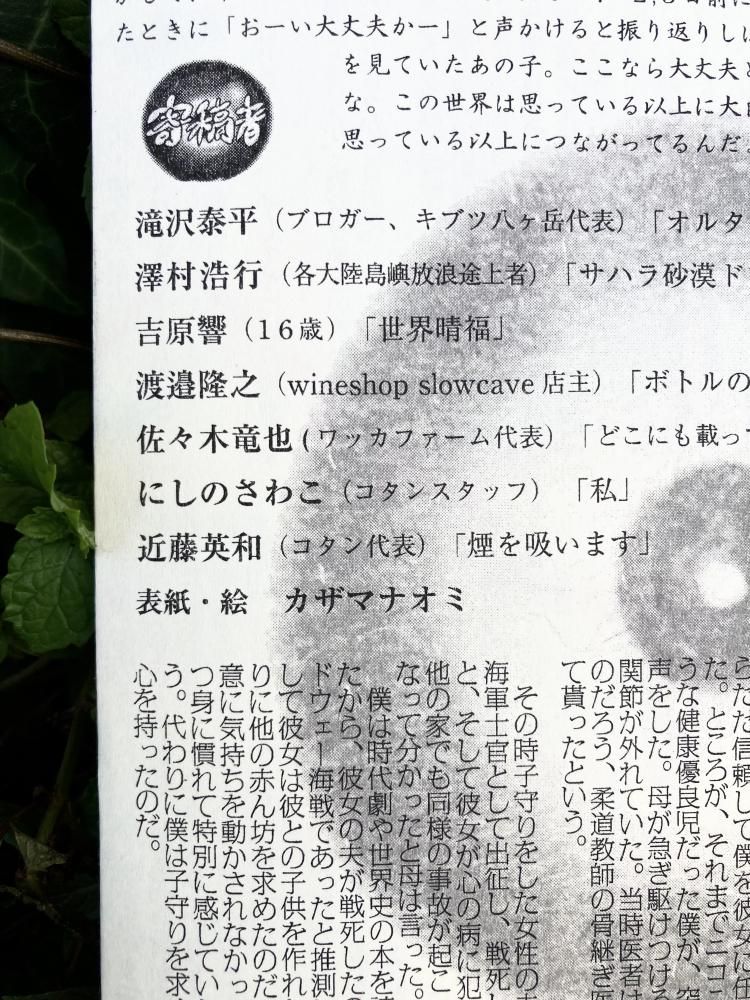 たときに「おーい大丈夫かー」と声かけると振り返りし
を見ていたあの子。ここなら大丈夫
な。この世界は思っている以上に大
思っている以上につながってるんだ
寄稿者
滝沢泰平（ブロガー、キブツ八ヶ岳代表）「オルタ
澤村浩行（各大陸島嶼放浪途上者）「サハラ砂漠ド
吉原響（１６歳）「世界晴福」
渡邉隆之（wineshop slowcave 店主）「ボトルの
佐々木竜也（ワッカファーム代表）「どこにも載っ
にしのさわこ（コタンスタッフ）「私」
近藤英和（コタン代表）「煙を吸います」
表紙・絵　カザマナオミ
らだだ信頼して僕を彼女に
た。ところが、それまでニコ
うな健康優良児だった僕が、
声をした。母が急ぎ駆けつけ
関節が外れていた。当時医者
のだろう、柔道教師の骨継ぎ
て貰ったという。
その時子守りをした女性の
海軍士官として出征し、戦死
と、そして彼女が心の病に犯
他の家でも同様の事故が起こ
なって分かったと母は言った。
僕は時代劇や世界史の本を
たから、彼女の夫が戦死した
ドウェー海戦であったと推測
して彼女は彼との子供を作れ
りに他の赤ん坊を求めたのだ
意に気持ちを動かされなかっ
つ身に慣れて特別に感じてい
う。代わりに僕は子守りを求
心を持ったのだ。